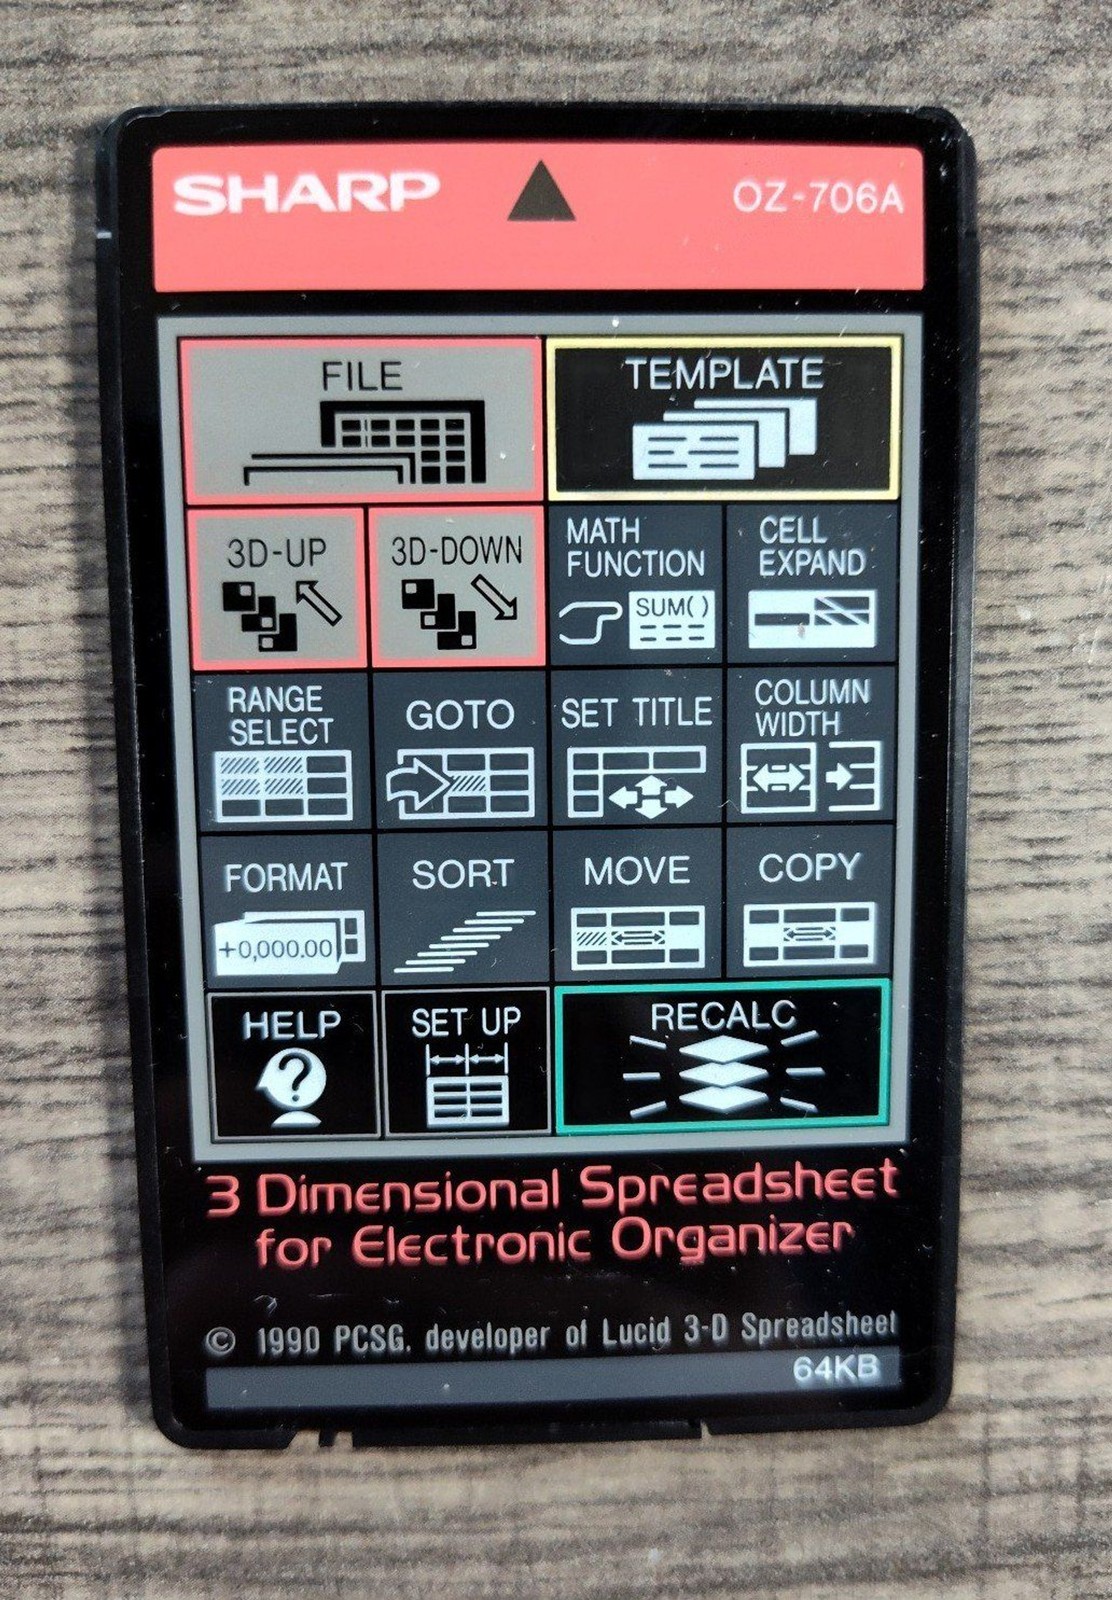 SHARP OZ-706A
FILE
TEMPLATE
3D-UP
3D-DOWN
MATH
FUNCTION
SUM( )
CELL
EXPAND
RANGE
SELECT
GOTO
SET TITLE
COLUMN
WIDTH
FORMAT
+0,000.00
SORT
MOVE
COPY
HELP
?
SET UP
RECALC
3 Dimensional Spreadsheet
for Electronic Organizer
© 1990 PCSG, developer of Lucid 3-D Spreadsheet
64KB